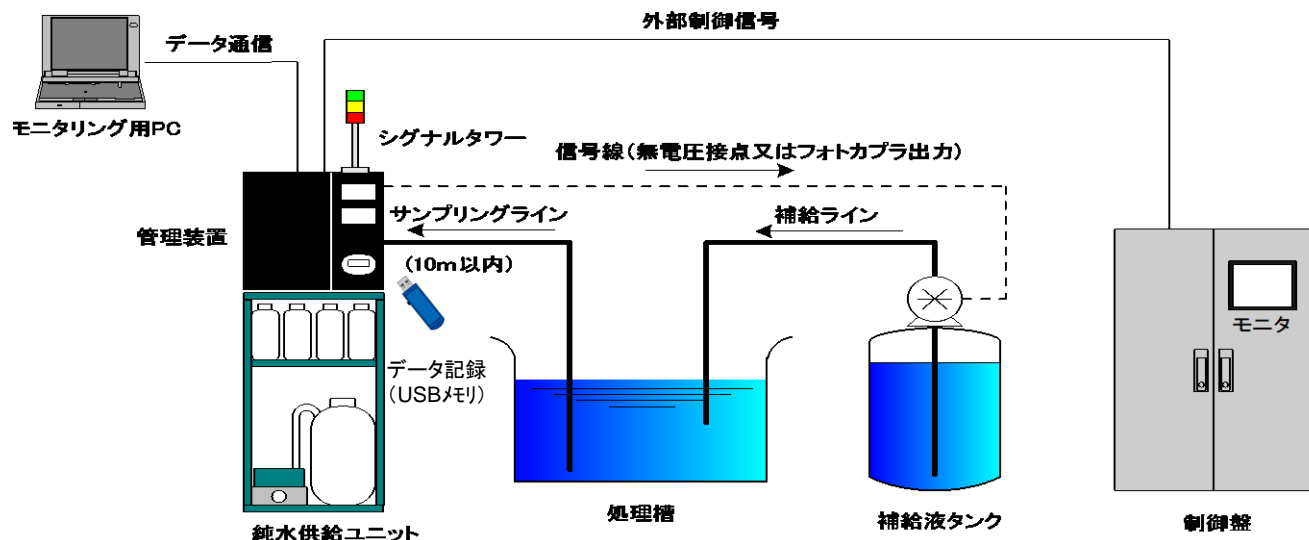 外部制御信号
データ通信
モニタリング用PC
シグナルタワー
信号線(無電圧接点又はフォトカプラ出力)
サンプリングライン
補給ライン
管理装置
(10m以内)
モニタ
データ記録
(USBメモリ)
処理槽
補給液タンク
制御盤
純水供給ユニット